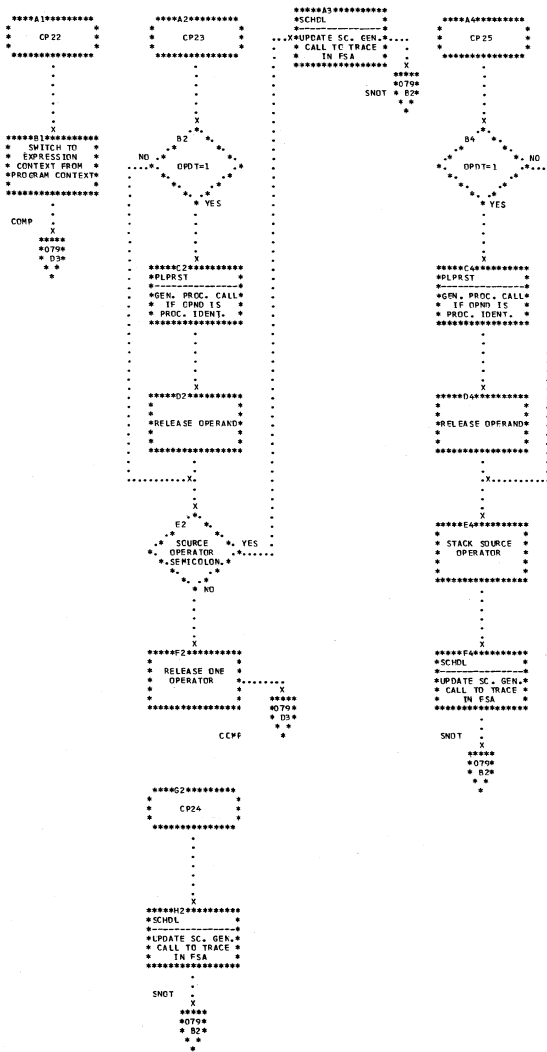 A1
CP22
B1
SWITCH TO
EXPRESSION
CONTEXT FROM
PROGRAM CONTEXT
COMP
079
D3
A2
CP23
B2
OPDT=1
NO
YES
C2
PLPRST
GEN. PROC. CALL
IF OPND IS
PROC. IDENT.
D2
RELEASE OPERAND
E2
SOURCE
OPERATOR
SEMICOLON.
YES
NO
F2
RELEASE ONE
OPERATOR
079
D3
COMP
G2
CP24
H2
SCHDL
UPDATE SC. GEN.
CALL TO TRACE
IN FSA
SNOT
079
B2
A3
SCHDL
UPDATE SC. GEN.
CALL TO TRACE
IN FSA
SNOT
079
B2
A4
CP25
B4
OPDT=1
NO
YES
C4
PLPRST
GEN. PROC. CALL
IF OPND IS
PROC. IDENT.
D4
RELEASE OPERAND
E4
STACK SOURCE
OPERATOR
F4
SCHDL
UPDATE SC. GEN.
CALL TO TRACE
IN FSA
SNOT
079
B2